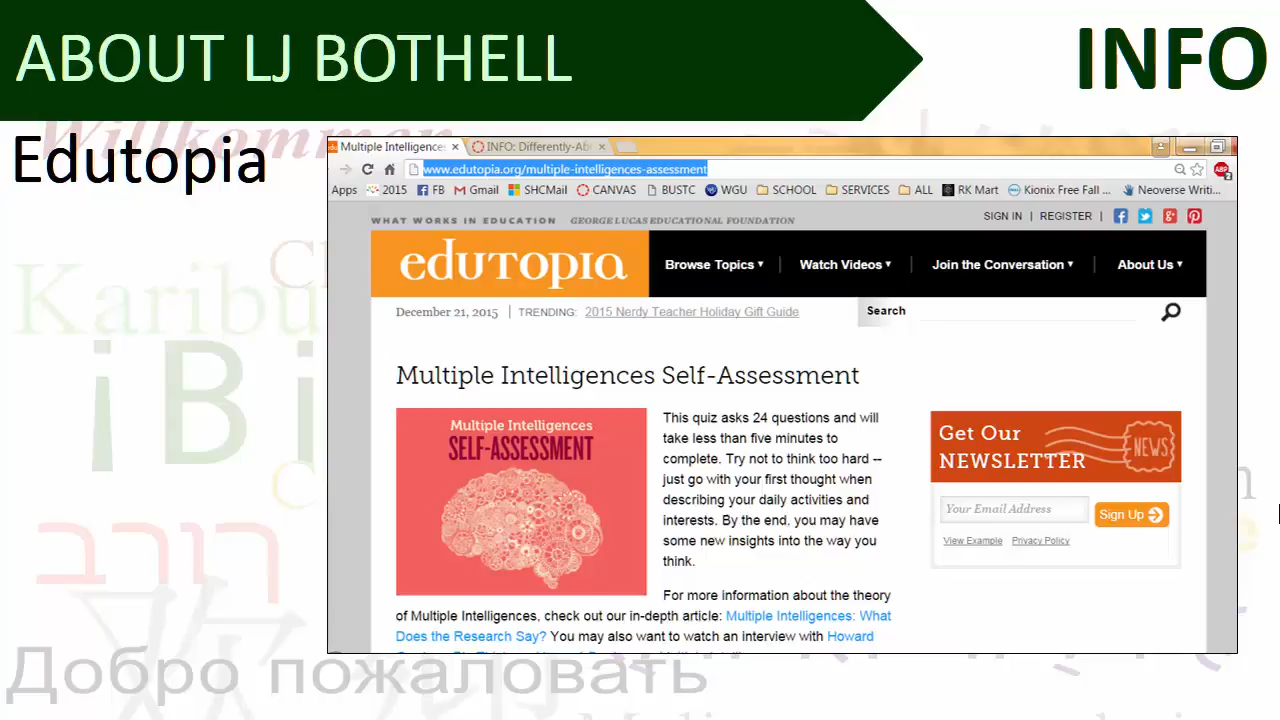 ABOUT LJ BOTHELL
INFO
Willkommen
Edutopia
Multiple Intelligences
INFO: Differently-Ab
www.edutopia.org/multiple-intelligences-assessment
Apps 2015 FB Gmail SHCMail CANVAS BUSTC WGU SCHOOL SERVICES ALL RK Mart Kionix Free Fall ... Neoverse Writi...
WHAT WORKS IN EDUCATION GEORGE LUCAS EDUCATIONAL FOUNDATION
SIGN IN | REGISTER |
edutopia
Browse Topics | Watch Videos | Join the Conversation | About Us
December 21, 2015 | TRENDING: 2015 Nerdy Teacher Holiday Gift Guide
Search
Multiple Intelligences Self-Assessment
Multiple Intelligences
SELF-ASSESSMENT
This quiz asks 24 questions and will
take less than five minutes to
complete. Try not to think too hard --
just go with your first thought when
describing your daily activities and
interests. By the end, you may have
some new insights into the way you
think.
For more information about the theory
of Multiple Intelligences, check out our in-depth article: Multiple Intelligences: What
Does the Research Say? You may also want to watch an interview with Howard
Get Our
NEWSLETTER
NEWS
Your Email Address
Sign Up
View Example Privacy Policy
Karibu
¡Bi
Добро пожаловать